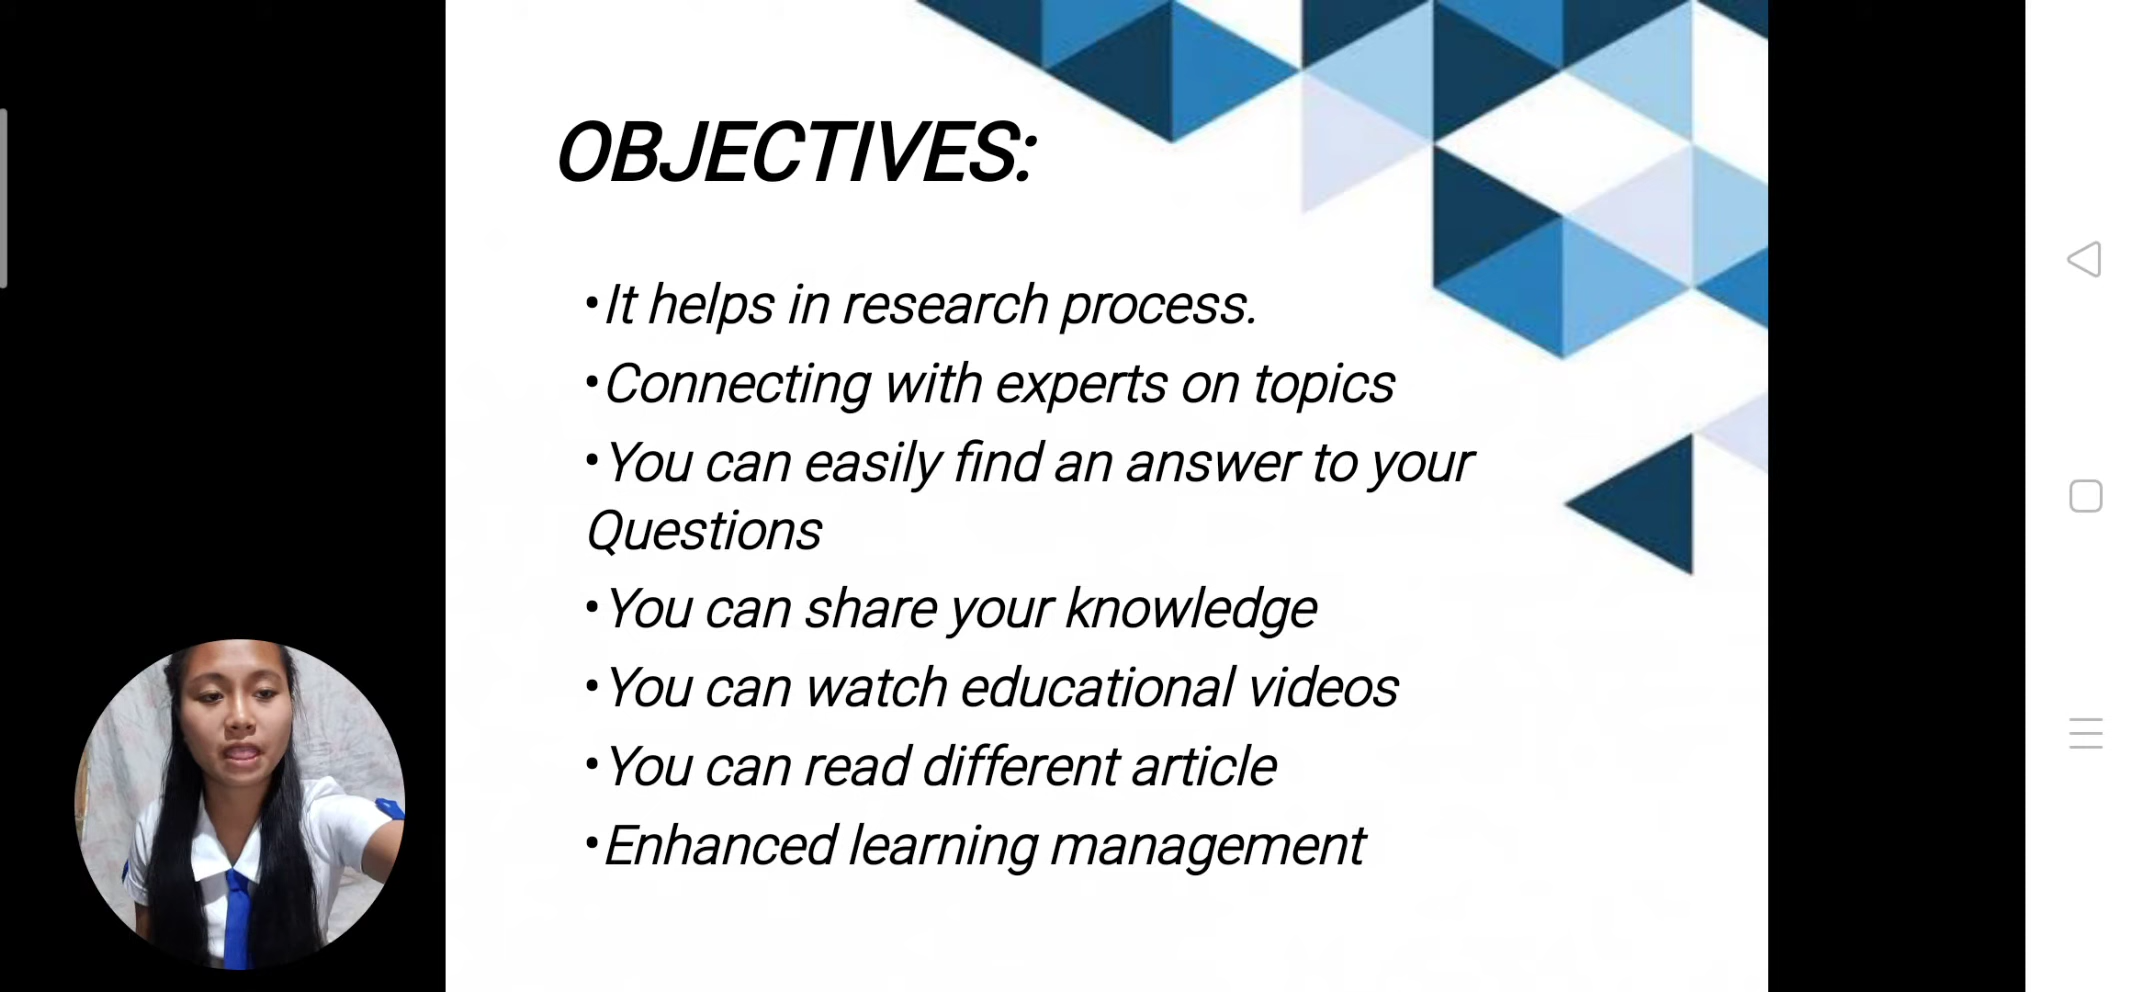 OBJECTIVES:
•It helps in research process.
•Connecting with experts on topics
•You can easily find an answer to your
Questions
•You can share your knowledge
•You can watch educational videos
•You can read different article
•Enhanced learning management